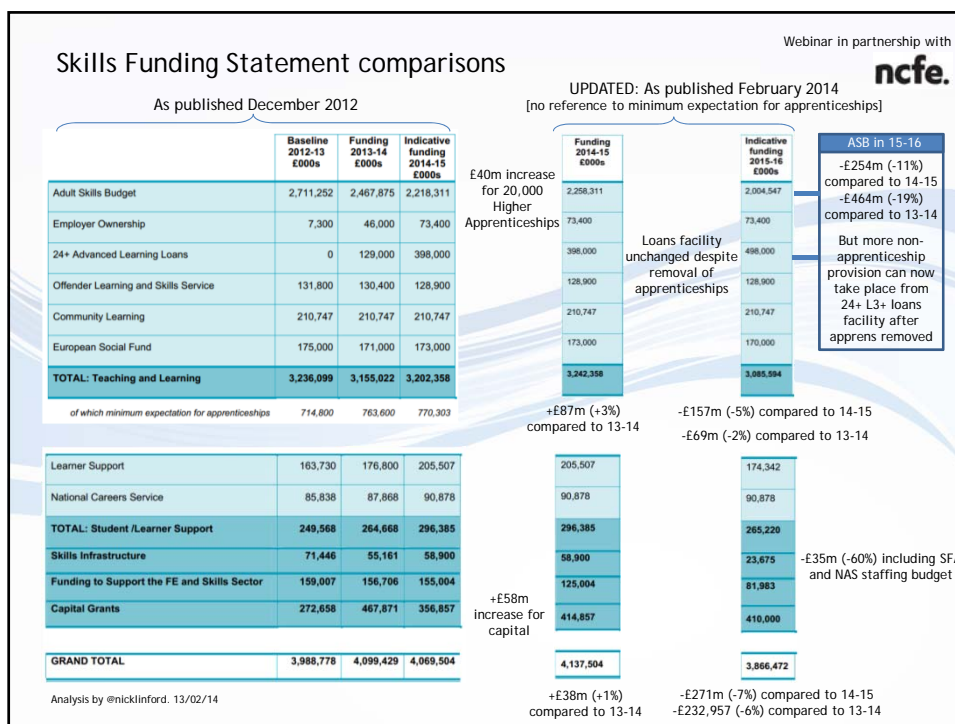 Skills Funding Statement comparisons
Webinar in partnership with
ncfe.
As published December 2012
UPDATED: As published February 2014
[no reference to minimum expectation for apprenticeships]
Baseline 2012-13 £000s Funding 2013-14 £000s Indicative funding 2014-15 £000s
Funding 2014-15 £000s
Indicative funding 2015-16 £000s
Adult Skills Budget 2,711,252 2,467,875 2,218,311 2,258,311 2,004,547
Employer Ownership 7,300 46,000 73,400 73,400 73,400
24+ Advanced Learning Loans 0 129,000 398,000 398,000 498,000
Offender Learning and Skills Service 131,800 130,400 128,900 128,900 128,900
Community Learning 210,747 210,747 210,747 210,747 210,747
European Social Fund 175,000 171,000 173,000 173,000 170,000
TOTAL: Teaching and Learning 3,236,099 3,155,022 3,202,358 3,242,358 3,085,594
of which minimum expectation for apprenticeships 714,800 763,600 770,303
£40m increase
for 20,000
Higher
Apprenticeships
Loans facility
unchanged despite
removal of
apprenticeships
ASB in 15-16
-£254m (-11%)
compared to 14-15
-£464m (-19%)
compared to 13-14
But more non-
apprenticeship
provision can now
take place from
24+ L3+ loans
facility after
apprens removed
+£87m (+3%)
compared to 13-14
-£157m (-5%) compared to 14-15
-£69m (-2%) compared to 13-14
Learner Support 163,730 176,800 205,507 205,507 174,342
National Careers Service 85,838 87,868 90,878 90,878 90,878
TOTAL: Student /Learner Support 249,568 264,668 296,385 296,385 265,220
Skills Infrastructure 71,446 55,161 58,900 58,900 23,675
Funding to Support the FE and Skills Sector 159,007 156,706 155,004 125,004 81,983
Capital Grants 272,658 467,871 356,857 414,857 410,000
+£58m
increase for
capital
-£35m (-60%) including SFA
and NAS staffing budget
GRAND TOTAL 3,988,778 4,099,429 4,069,504 4,137,504 3,866,472
Analysis by @nicklinford. 13/02/14
+£38m (+1%)
compared to 13-14
-£271m (-7%) compared to 14-15
-£232,957 (-6%) compared to 13-14